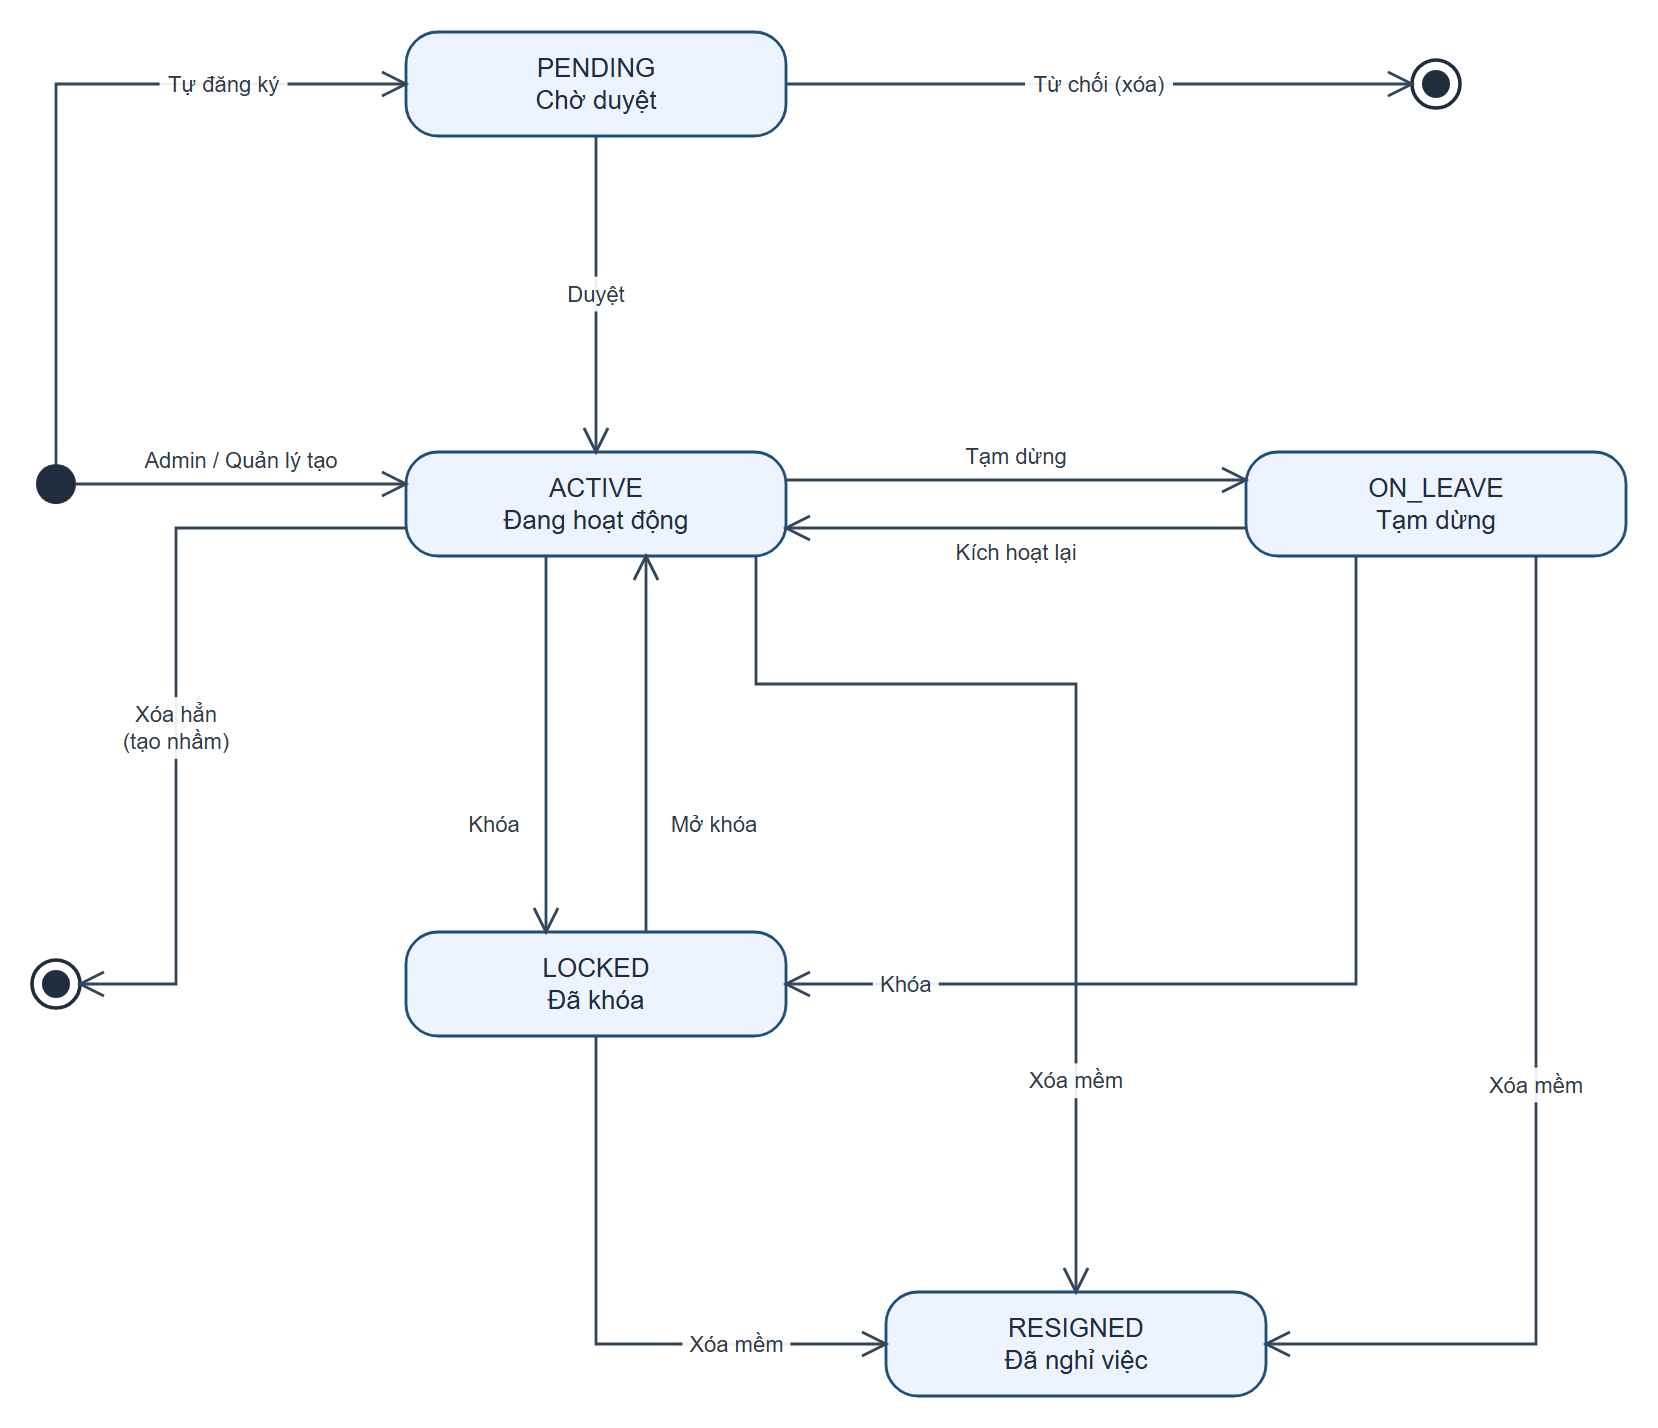 PENDING
Chờ duyệt
Tự đăng ký
Từ chối (xóa)
Duyệt
Admin / Quản lý tạo
ACTIVE
Đang hoạt động
Tạm dừng
Kích hoạt lại
ON_LEAVE
Tạm dừng
Xóa hẳn
(tạo nhầm)
Khóa
Mở khóa
LOCKED
Đã khóa
Khóa
Xóa mềm
Xóa mềm
Xóa mềm
RESIGNED
Đã nghỉ việc